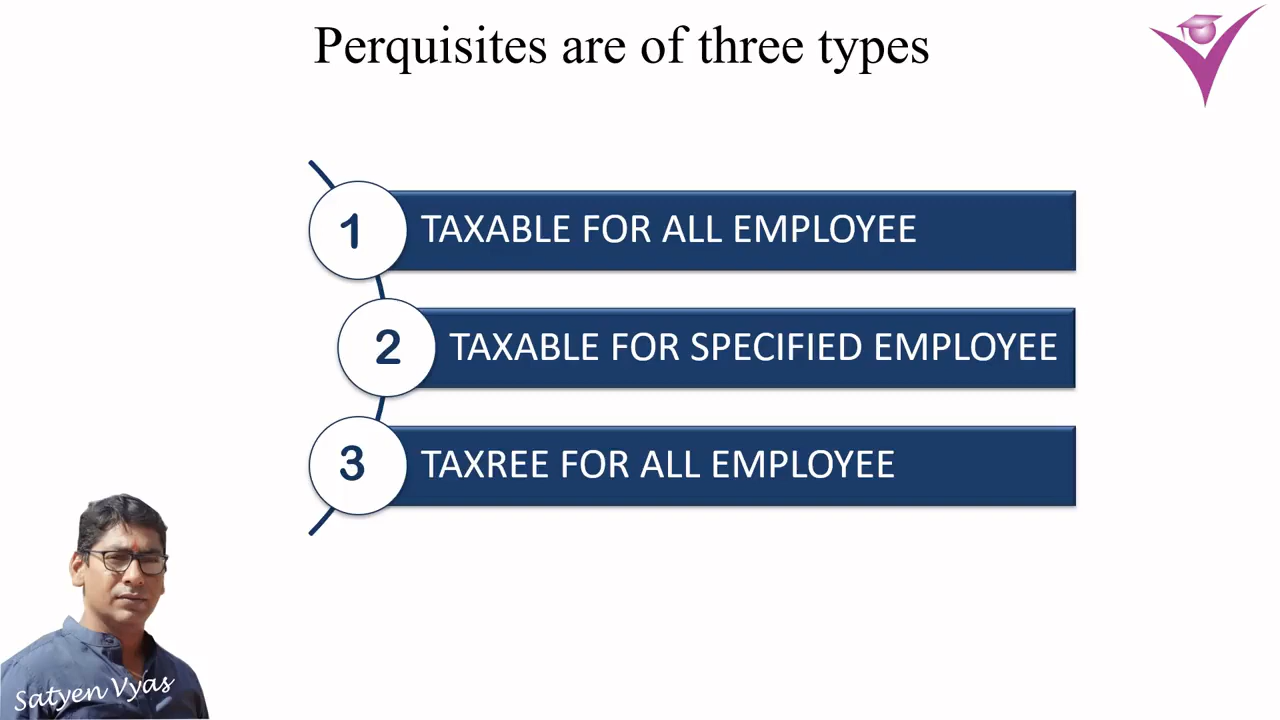 Perquisites are of three types
1 TAXABLE FOR ALL EMPLOYEE
2 TAXABLE FOR SPECIFIED EMPLOYEE
3 TAXREE FOR ALL EMPLOYEE
Satyen Vyas